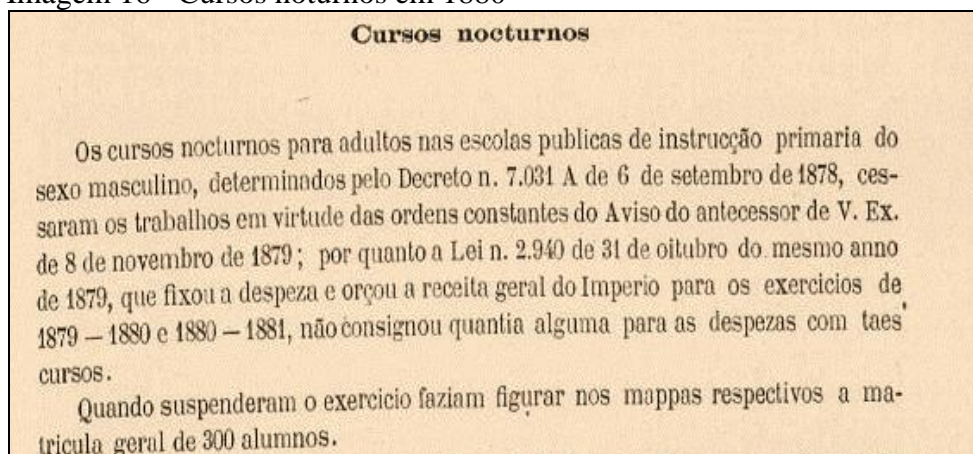 Imagem 16 - Cursos noturnos em 1880
Cursos nocturnos
Os cursos nocturnos para adultos nas escolas publicas de instrucção primaria do
sexo masculino, determinados pelo Decreto n. 7.031 A de 6 de setembro de 1878, ces-
saram os trabalhos em virtude das ordens constantes do Aviso do antecessor de V. Ex.
de 8 de novembro de 1879; por quanto a Lei n. 2.940 de 31 de oitubro do mesmo anno
de 1879, que fixou a despeza e orçou a receita geral do Imperio para os exercicios de
1879 – 1880 e 1880 – 1881, não consignou quantia alguma para as despezas com taes
cursos.
Quando suspenderam o exercicio faziam figurar nos mappas respectivos a ma-
tricula geral de 300 alumnos.